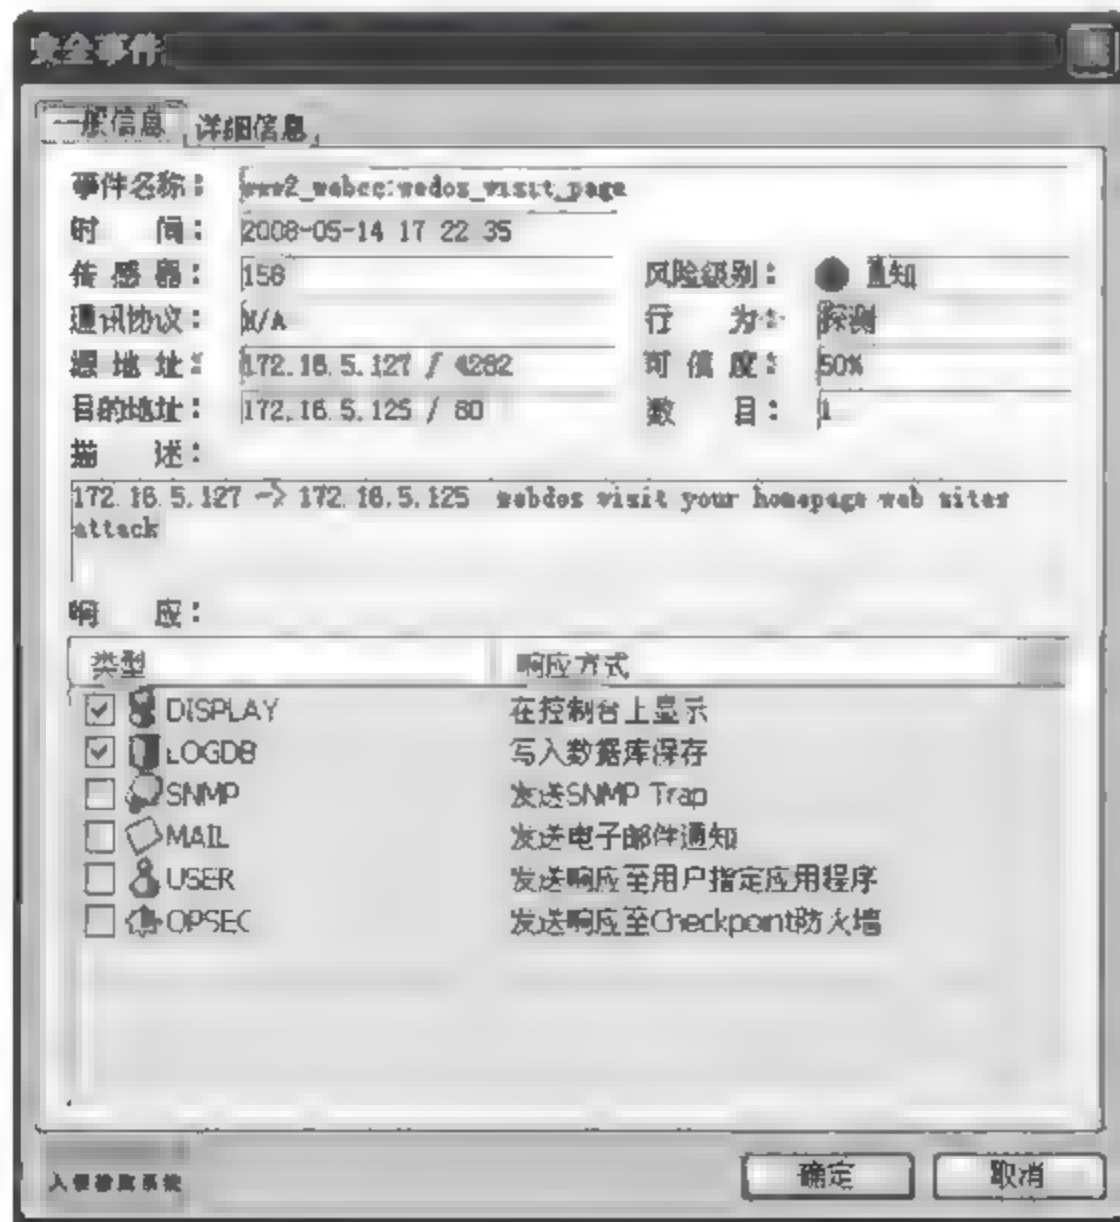 安全事件
一般信息 详细信息
事件名称: www2_webcc:wedos_visit_page
时 间: 2008-05-14 17 22 35
传 感 器: 158 风险级别: 通知
通讯协议: N/A 行 为: 探测
源 地 址: 172.16.5.127 / 4262 可 信 度: 50%
目的地址: 172.16.5.125 / 80 数 目: 1
描 述:
172.16.5.127 -> 172.16.5.125 webdos visit your homepage web sites
attack
响 应:
类型 响应方式
DISPLAY 在控制台上显示
LOGDB 写入数据库保存
SNMP 发送SNMP Trap
MAIL 发送电子邮件通知
USER 发送响应至用户指定应用程序
OPSEC 发送响应至Checkpoint防火墙
入侵检测系统 确定 取消